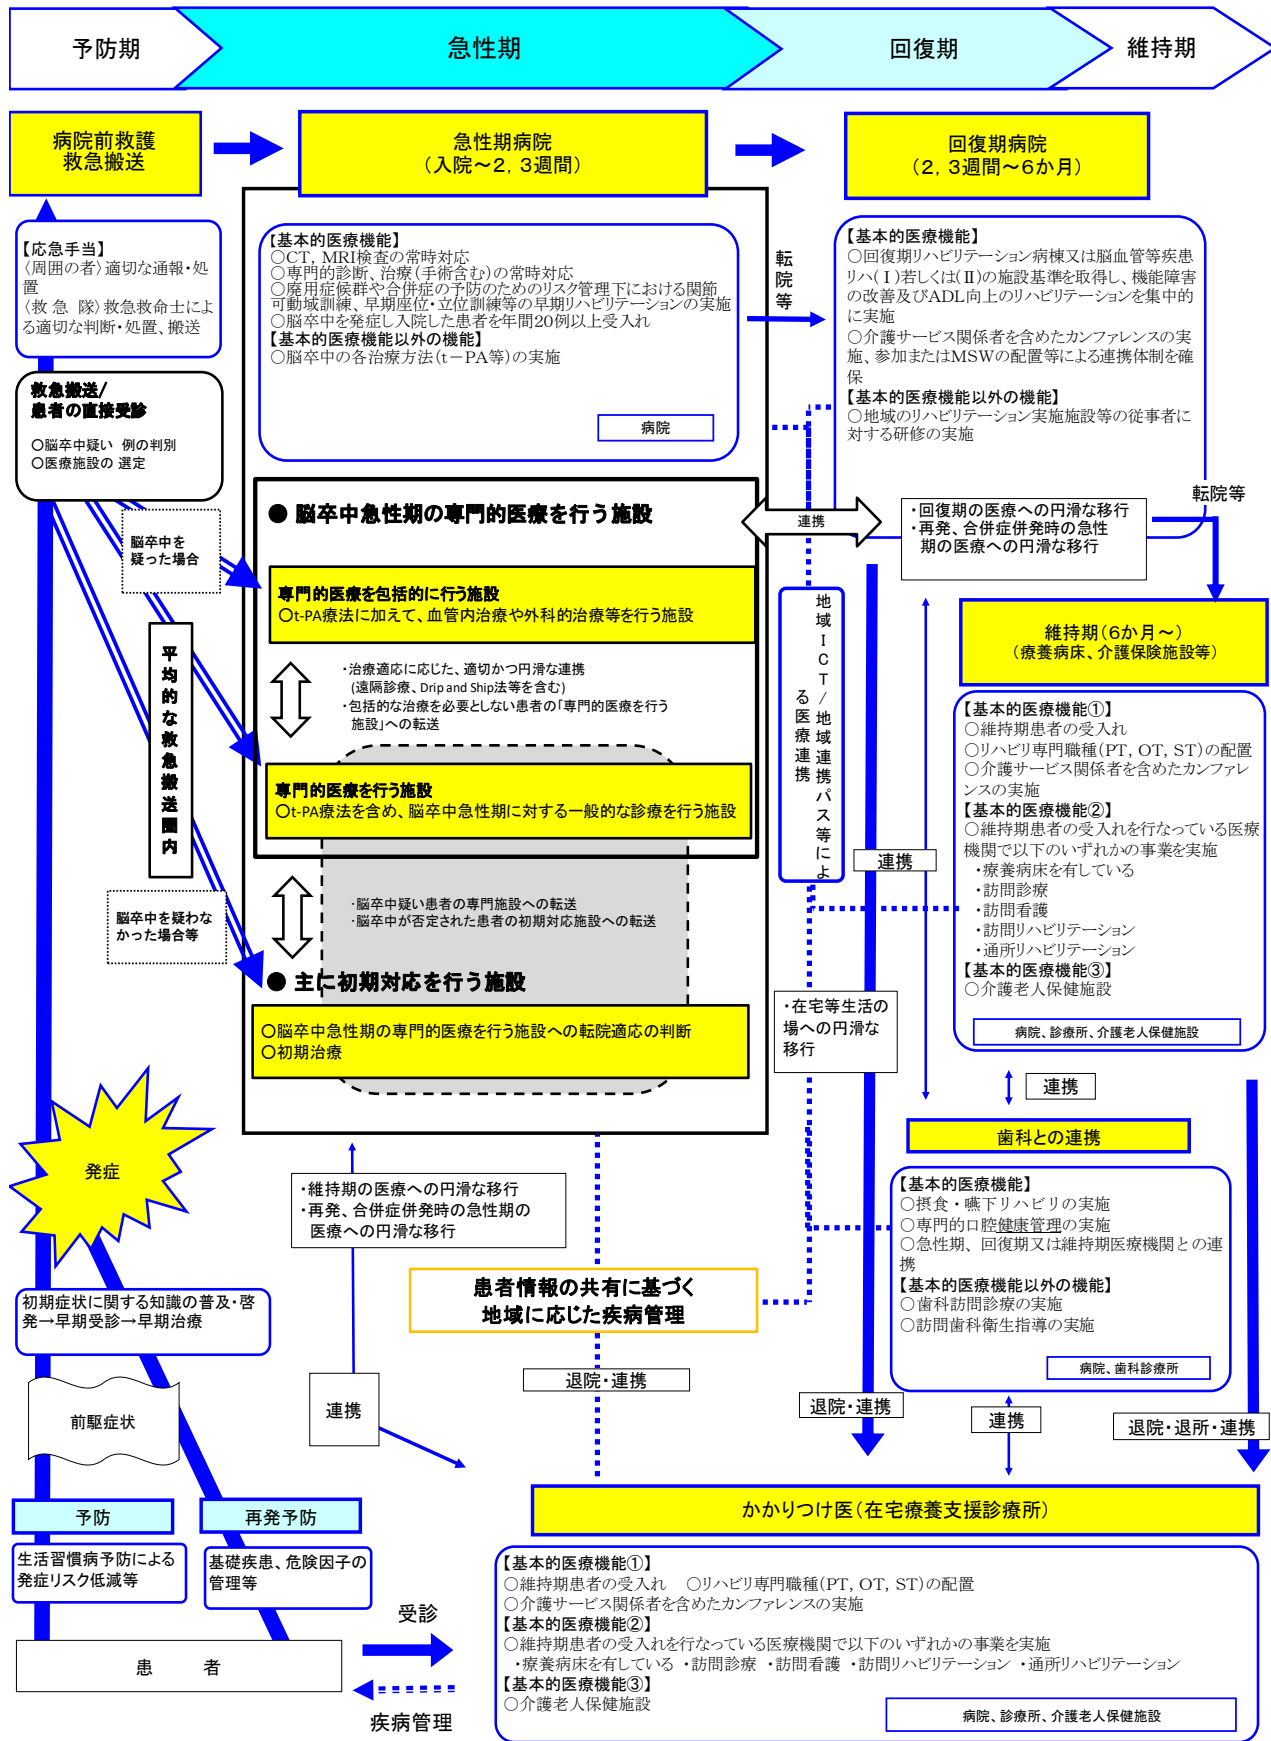 予防期
急性期
回復期
維持期
病院前救護
救急搬送
急性期病院
(入院～2，3週間)
回復期病院
(2，3週間～6か月)
【応急手当】
〈周囲の者〉適切な通報・処
置
〈救 急 隊〉救急救命士によ
る適切な判断・処置、搬送
【基本的医療機能】
○CT，MRI検査の常時対応
○専門的診断、治療(手術含む)の常時対応
○廃用症候群や合併症の予防のためのリスク管理下における関節
可動域訓練、早期座位・立位訓練等の早期リハビリテーションの実施
○脳卒中を発症し入院した患者を年間20例以上受入れ
【基本的医療機能以外の機能】
○脳卒中の各治療方法(t－PA等)の実施
病院
転院等
【基本的医療機能】
○回復期リハビリテーション病棟又は脳血管等疾患
リハ(Ⅰ)若しくは(Ⅱ)の施設基準を取得し、機能障害
の改善及びADL向上のリハビリテーションを集中的
に実施
○介護サービス関係者を含めたカンファレンスの実
施、参加またはMSWの配置等による連携体制を確
保
【基本的医療機能以外の機能】
○地域のリハビリテーション実施施設等の従事者に
対する研修の実施
救急搬送/
患者の直接受診
○脳卒中疑い 例の判別
○医療施設の 選定
脳卒中を
疑った場合
平均的な救急搬送圏内
脳卒中を疑わな
かった場合等
● 脳卒中急性期の専門的医療を行う施設
専門的医療を包括的に行う施設
○t-PA療法に加えて、血管内治療や外科的治療等を行う施設
・治療適応に応じた、適切かつ円滑な連携
(遠隔診療、Drip and Ship法等を含む)
・包括的な治療を必要としない患者の「専門的医療を行う
施設」への転送
専門的医療を行う施設
○t-PA療法を含め、脳卒中急性期に対する一般的な診療を行う施設
・脳卒中疑い患者の専門施設への転送
・脳卒中が否定された患者の初期対応施設への転送
● 主に初期対応を行う施設
○脳卒中急性期の専門的医療を行う施設への転院適応の判断
○初期治療
連携
・回復期の医療への円滑な移行
・再発、合併症併発時の急性
期の医療への円滑な移行
転院等
地域ＩＣＴ/地域連携パス等によ
る医療連携
連携
・在宅等生活の
場への円滑な
移行
維持期(6か月～)
(療養病床、介護保険施設等)
【基本的医療機能①】
○維持期患者の受入れ
○リハビリ専門職種(PT，OT，ST)の配置
○介護サービス関係者を含めたカンファレ
ンスの実施
【基本的医療機能②】
○維持期患者の受入れを行なっている医療
機関で以下のいずれかの事業を実施
・療養病床を有している
・訪問診療
・訪問看護
・訪問リハビリテーション
・通所リハビリテーション
【基本的医療機能③】
○介護老人保健施設
病院、診療所、介護老人保健施設
連携
歯科との連携
【基本的医療機能】
○摂食・嚥下リハビリの実施
○専門的口腔健康管理の実施
○急性期、回復期又は維持期医療機関との連
携
【基本的医療機能以外の機能】
○歯科訪問診療の実施
○訪問歯科衛生指導の実施
病院、歯科診療所
発症
・維持期の医療への円滑な移行
・再発、合併症併発時の急性期の
医療への円滑な移行
患者情報の共有に基づく
地域に応じた疾病管理
初期症状に関する知識の普及・啓
発→早期受診→早期治療
前駆症状
連携
退院・連携
退院・連携
連携
退院・退所・連携
予防
再発予防
生活習慣病予防による
発症リスク低減等
基礎疾患、危険因子の
管理等
かかりつけ医(在宅療養支援診療所)
【基本的医療機能①】
○維持期患者の受入れ ○リハビリ専門職種(PT，OT，ST)の配置
○介護サービス関係者を含めたカンファレンスの実施
【基本的医療機能②】
○維持期患者の受入れを行なっている医療機関で以下のいずれかの事業を実施
・療養病床を有している ・訪問診療 ・訪問看護 ・訪問リハビリテーション ・通所リハビリテーション
【基本的医療機能③】
○介護老人保健施設
病院、診療所、介護老人保健施設
患 者
受診
疾病管理